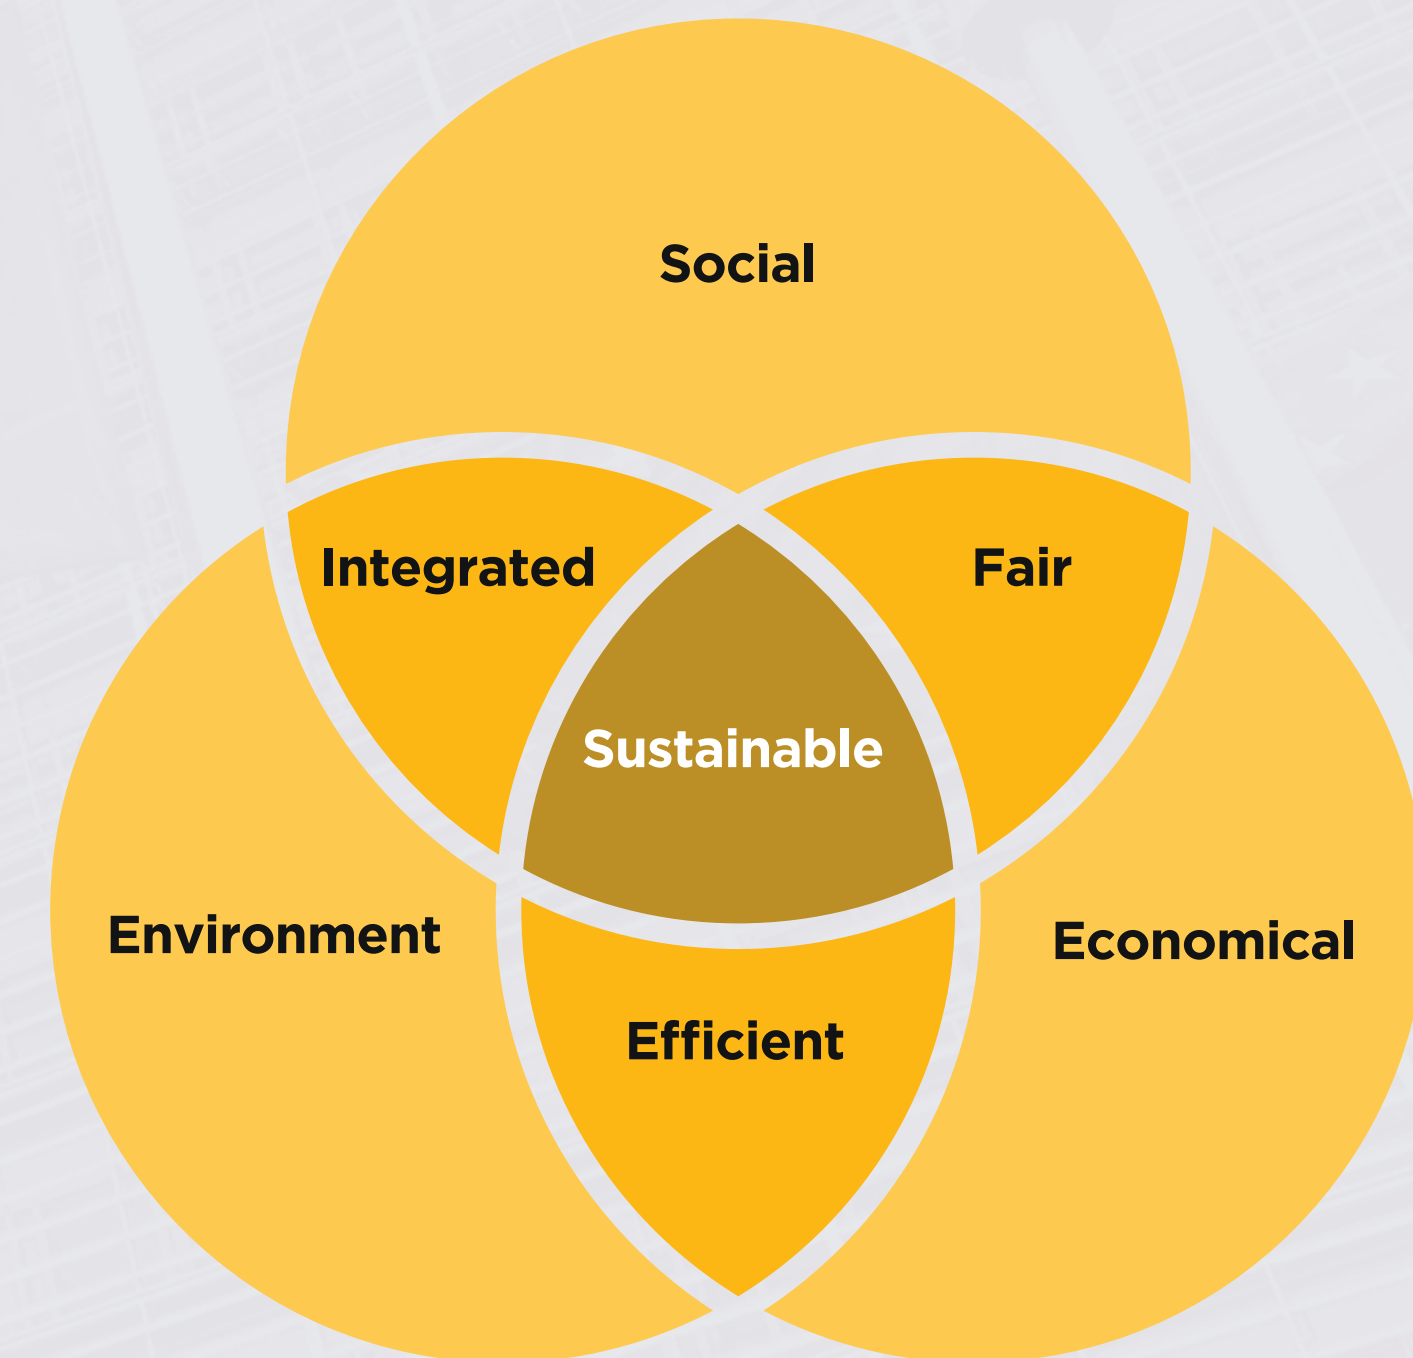 Social
Integrated
Fair
Sustainable
Environment
Economical
Efficient